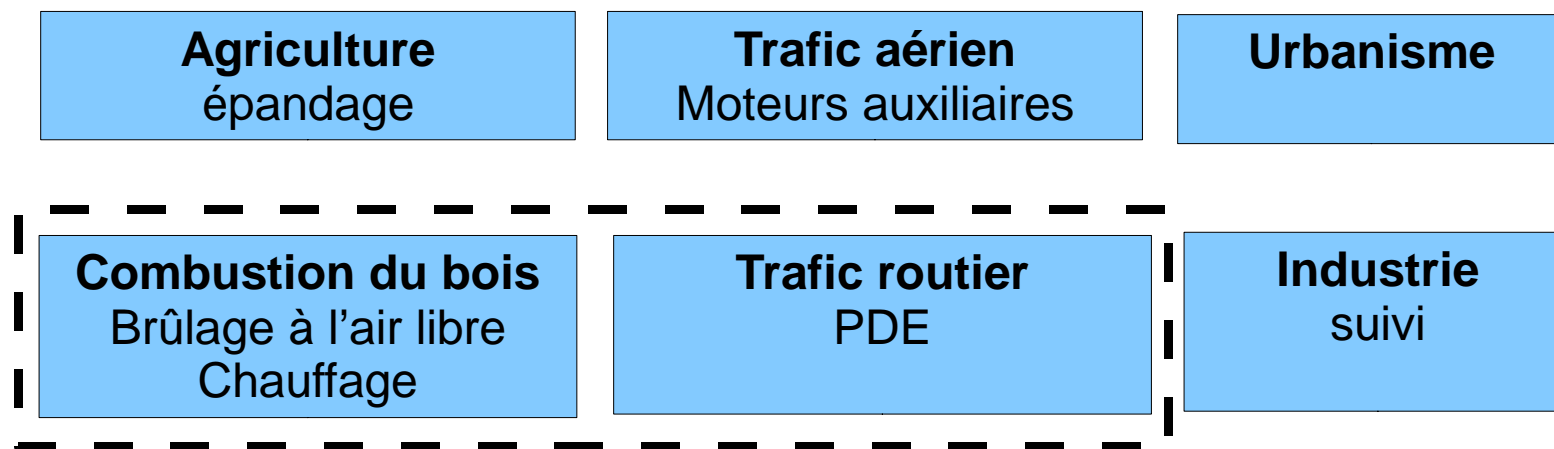 Agriculture
épandage
Trafic aérien
Moteurs auxiliaires
Urbanisme
Combustion du bois
Brûlage à l'air libre
Chauffage
Trafic routier
PDE
Industrie
suivi